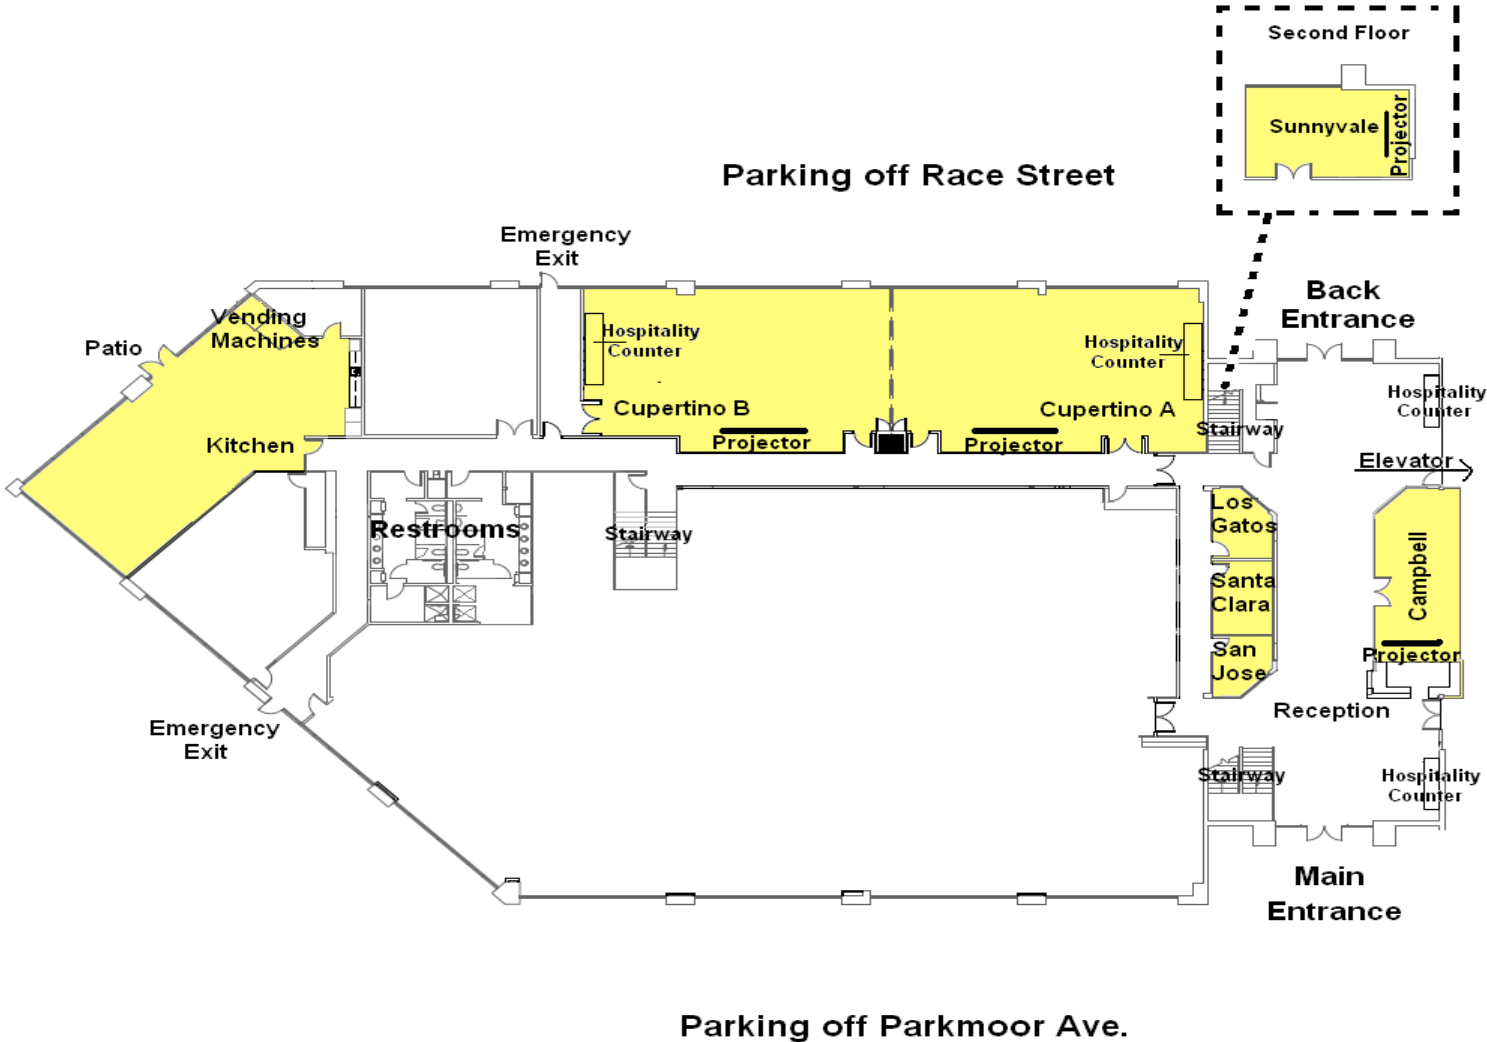 Second Floor
Sunnyvale
Projector
Parking off Race Street
Emergency
Exit
Back
Entrance
Vending
Machines
Patio
Hospitality
Counter
Hospitality
Counter
Hospitality
Counter
Cupertino B
Cupertino A
Stairway
Kitchen
Projector
Projector
Elevator
Restrooms
Stairway
Los
Gatos
Santa
Clara
San
Jose
Campbell
Projector
Reception
Emergency
Exit
Stairway
Hospitality
Counter
Main
Entrance
Parking off Parkmoor Ave.